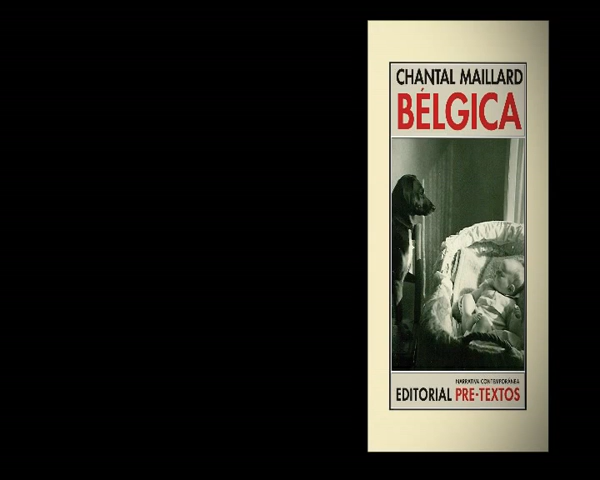 CHANTAL MAILLARD
BÉLGICA
NARRATIVA CONTEMPORÁNEA
EDITORIAL PRE-TEXTOS